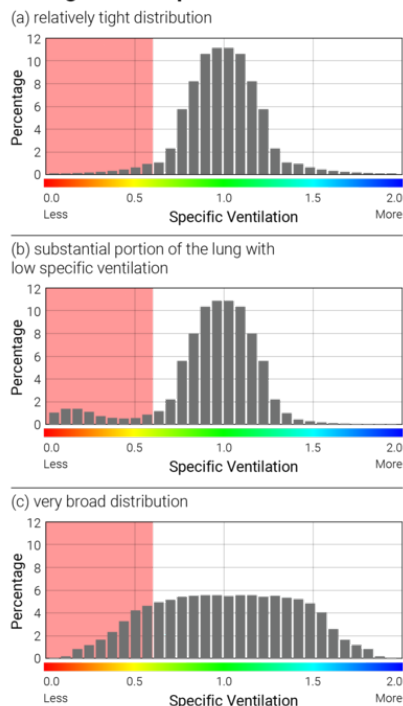 (a) relatively tight distribution
12
10
8
6
4
2
0
Percentage
0.0 0.5 1.0 1.5 2.0
Less Specific Ventilation More
(b) substantial portion of the lung with
low specific ventilation
12
10
8
6
4
2
0
Percentage
0.0 0.5 1.0 1.5 2.0
Less Specific Ventilation More
(c) very broad distribution
12
10
8
6
4
2
0
Percentage
0.0 0.5 1.0 1.5 2.0
Less Specific Ventilation More